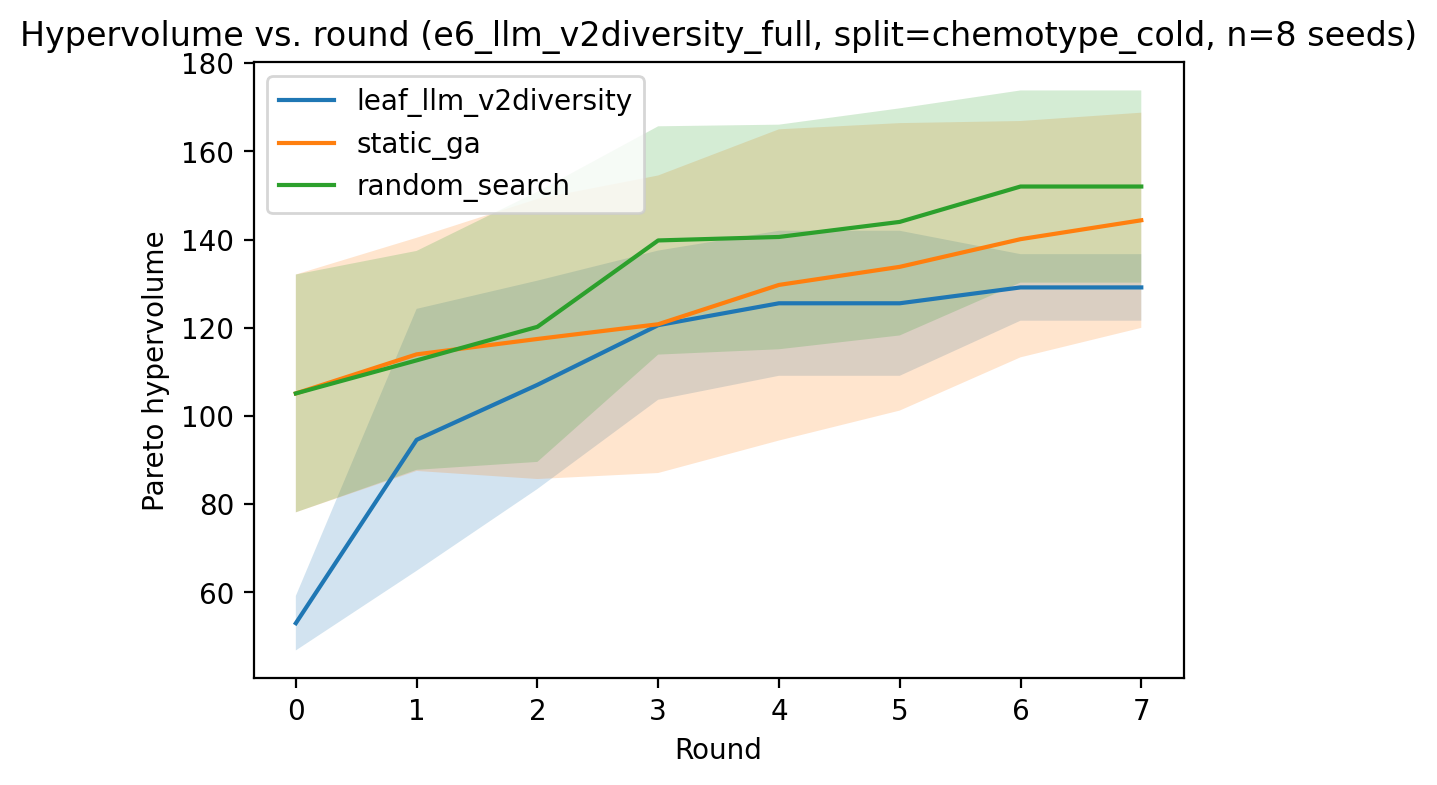 Hypervolume vs. round (e6_llm_v2diversity_full, split=chemotype_cold, n=8 seeds)
leaf_llm_v2diversity
static_ga
random_search
Pareto hypervolume
180
160
140
120
100
80
60
0 1 2 3 4 5 6 7
Round